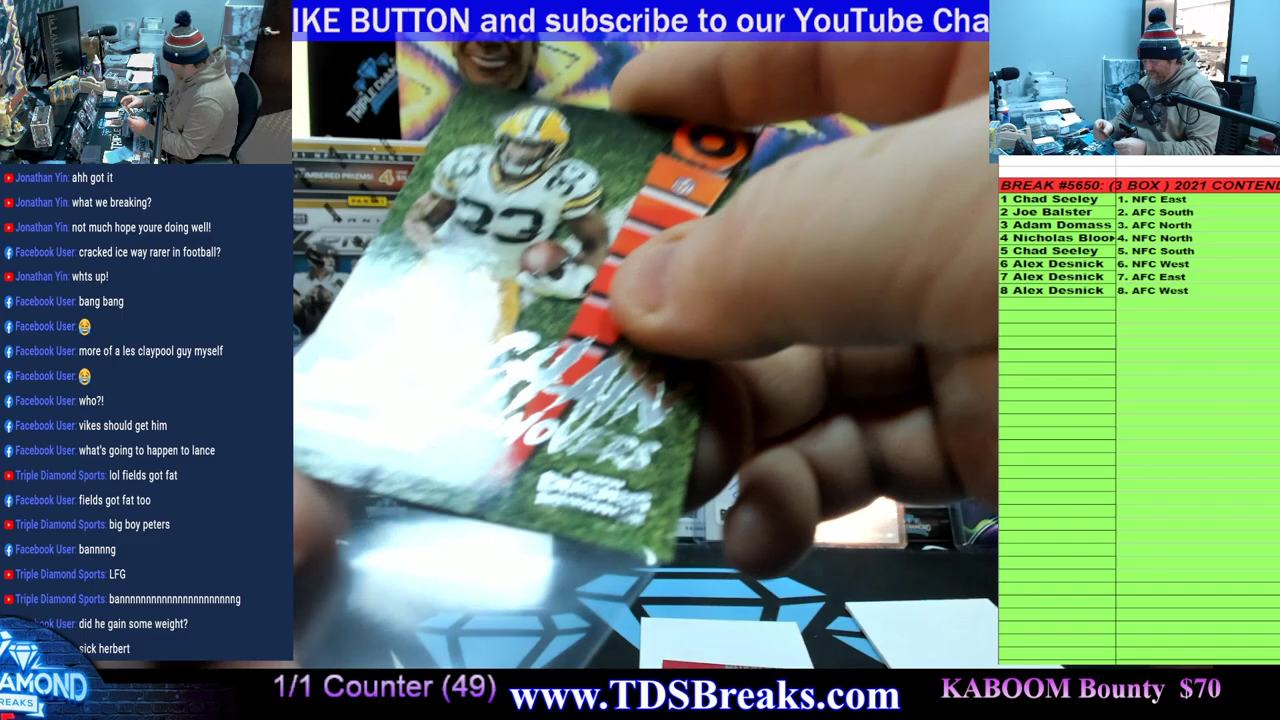 IKE BUTTON and subscribe to our YouTube Cha
Jonathan Yin: ahh got it
Jonathan Yin: what we breaking?
Jonathan Yin: not much hope youre doing well!
Facebook User: cracked ice way rarer in football?
Jonathan Yin: whts up!
Facebook User: bang bang
Facebook User: 😂
Facebook User: more of a les claypool guy myself
Facebook User: 😂
Facebook User: who?!
Facebook User: vikes should get him
Facebook User: what's going to happen to lance
Triple Diamond Sports: lol fields got fat
Facebook User: fields got fat too
Triple Diamond Sports: big boy peters
Facebook User: bannnng
Triple Diamond Sports: LFG
Triple Diamond Sports: bannnnnnnnnnnnnnnnnnnnnng
ook User: did he gain some weight?
sick herbert
AMOND
BREAKS
33
NFL
PANINI
BREAK #5650: (3 BOX ) 2021 CONTEND
1 Chad Seeley 1. NFC East
2 Joe Balster 2. AFC South
3 Adam Domass 3. AFC North
4 Nicholas Bloor 4. NFC North
5 Chad Seeley 5. NFC South
6 Alex Desnick 6. NFC West
7 Alex Desnick 7. AFC East
8 Alex Desnick 8. AFC West
1/1 Counter (49)
www.TDSBreaks.com
KABOOM Bounty $70